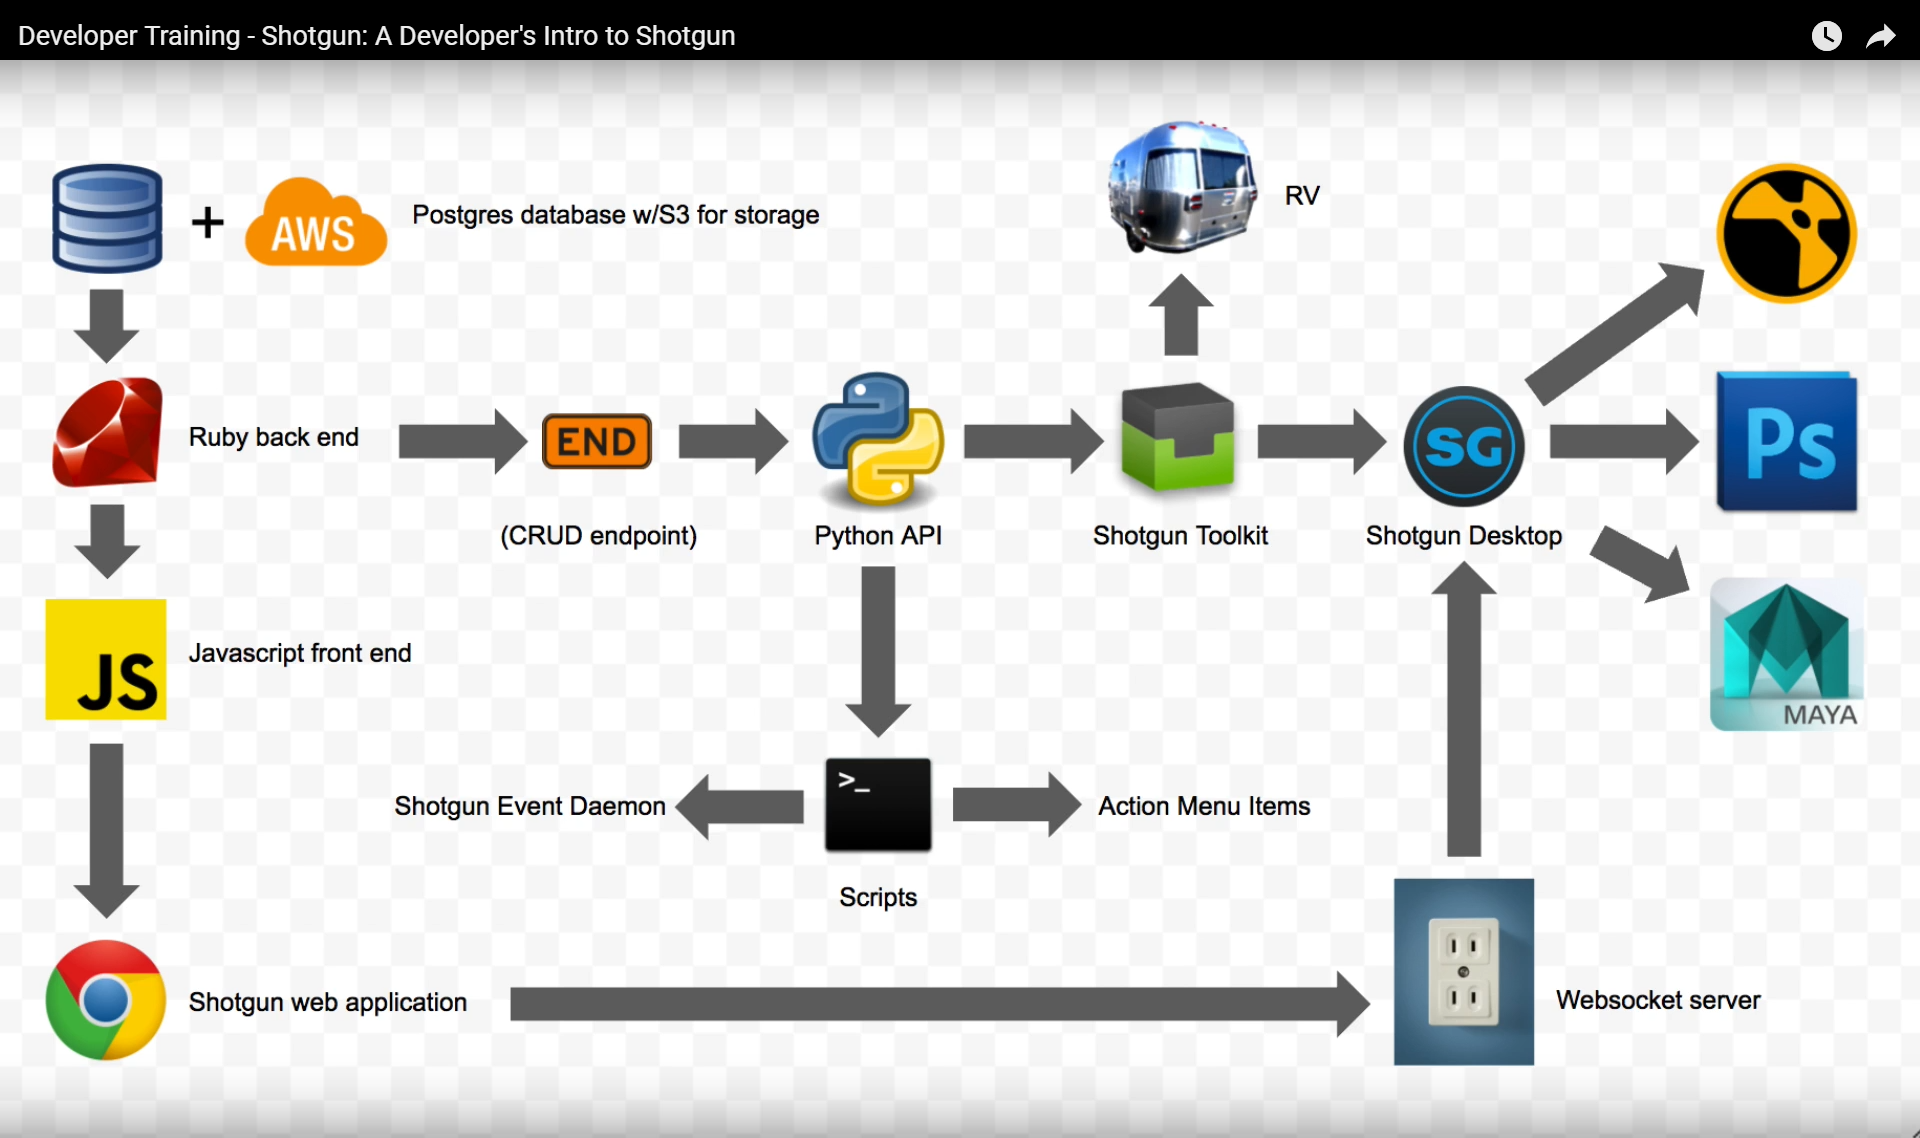 Developer Training - Shotgun: A Developer's Intro to Shotgun
AWS
Postgres database w/S3 for storage
RV
Ruby back end
END
SG
Ps
(CRUD endpoint)
Python API
Shotgun Toolkit
Shotgun Desktop
JS
Javascript front end
MAYA
>_
Shotgun Event Daemon
Action Menu Items
Scripts
Shotgun web application
Websocket server